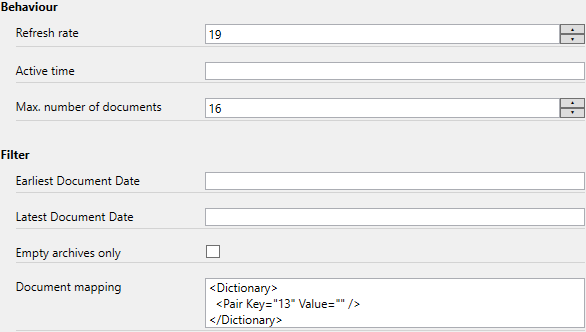 Behaviour
Refresh rate 19
Active time
Max. number of documents 16
Filter
Earliest Document Date
Latest Document Date
Empty archives only
Document mapping <Dictionary>
<Pair Key="13" Value="" />
</Dictionary>